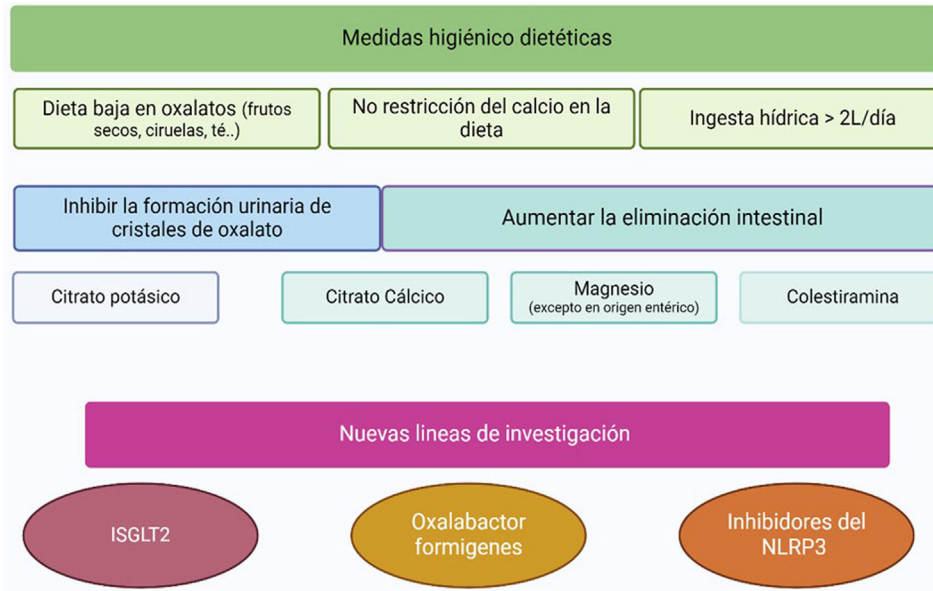 Medidas higiénico dietéticas
Dieta baja en oxalatos (frutos
secos, ciruelas, té..)
No restricción del calcio en la
dieta
Ingesta hídrica > 2L/día
Inhibir la formación urinaria de
cristales de oxalato
Aumentar la eliminación intestinal
Citrato potásico
Citrato Cálcico
Magnesio
(excepto en origen entérico)
Colestiramina
Nuevas lineas de investigación
ISGLT2
Oxalabactor
formigenes
Inhibidores del
NLRP3